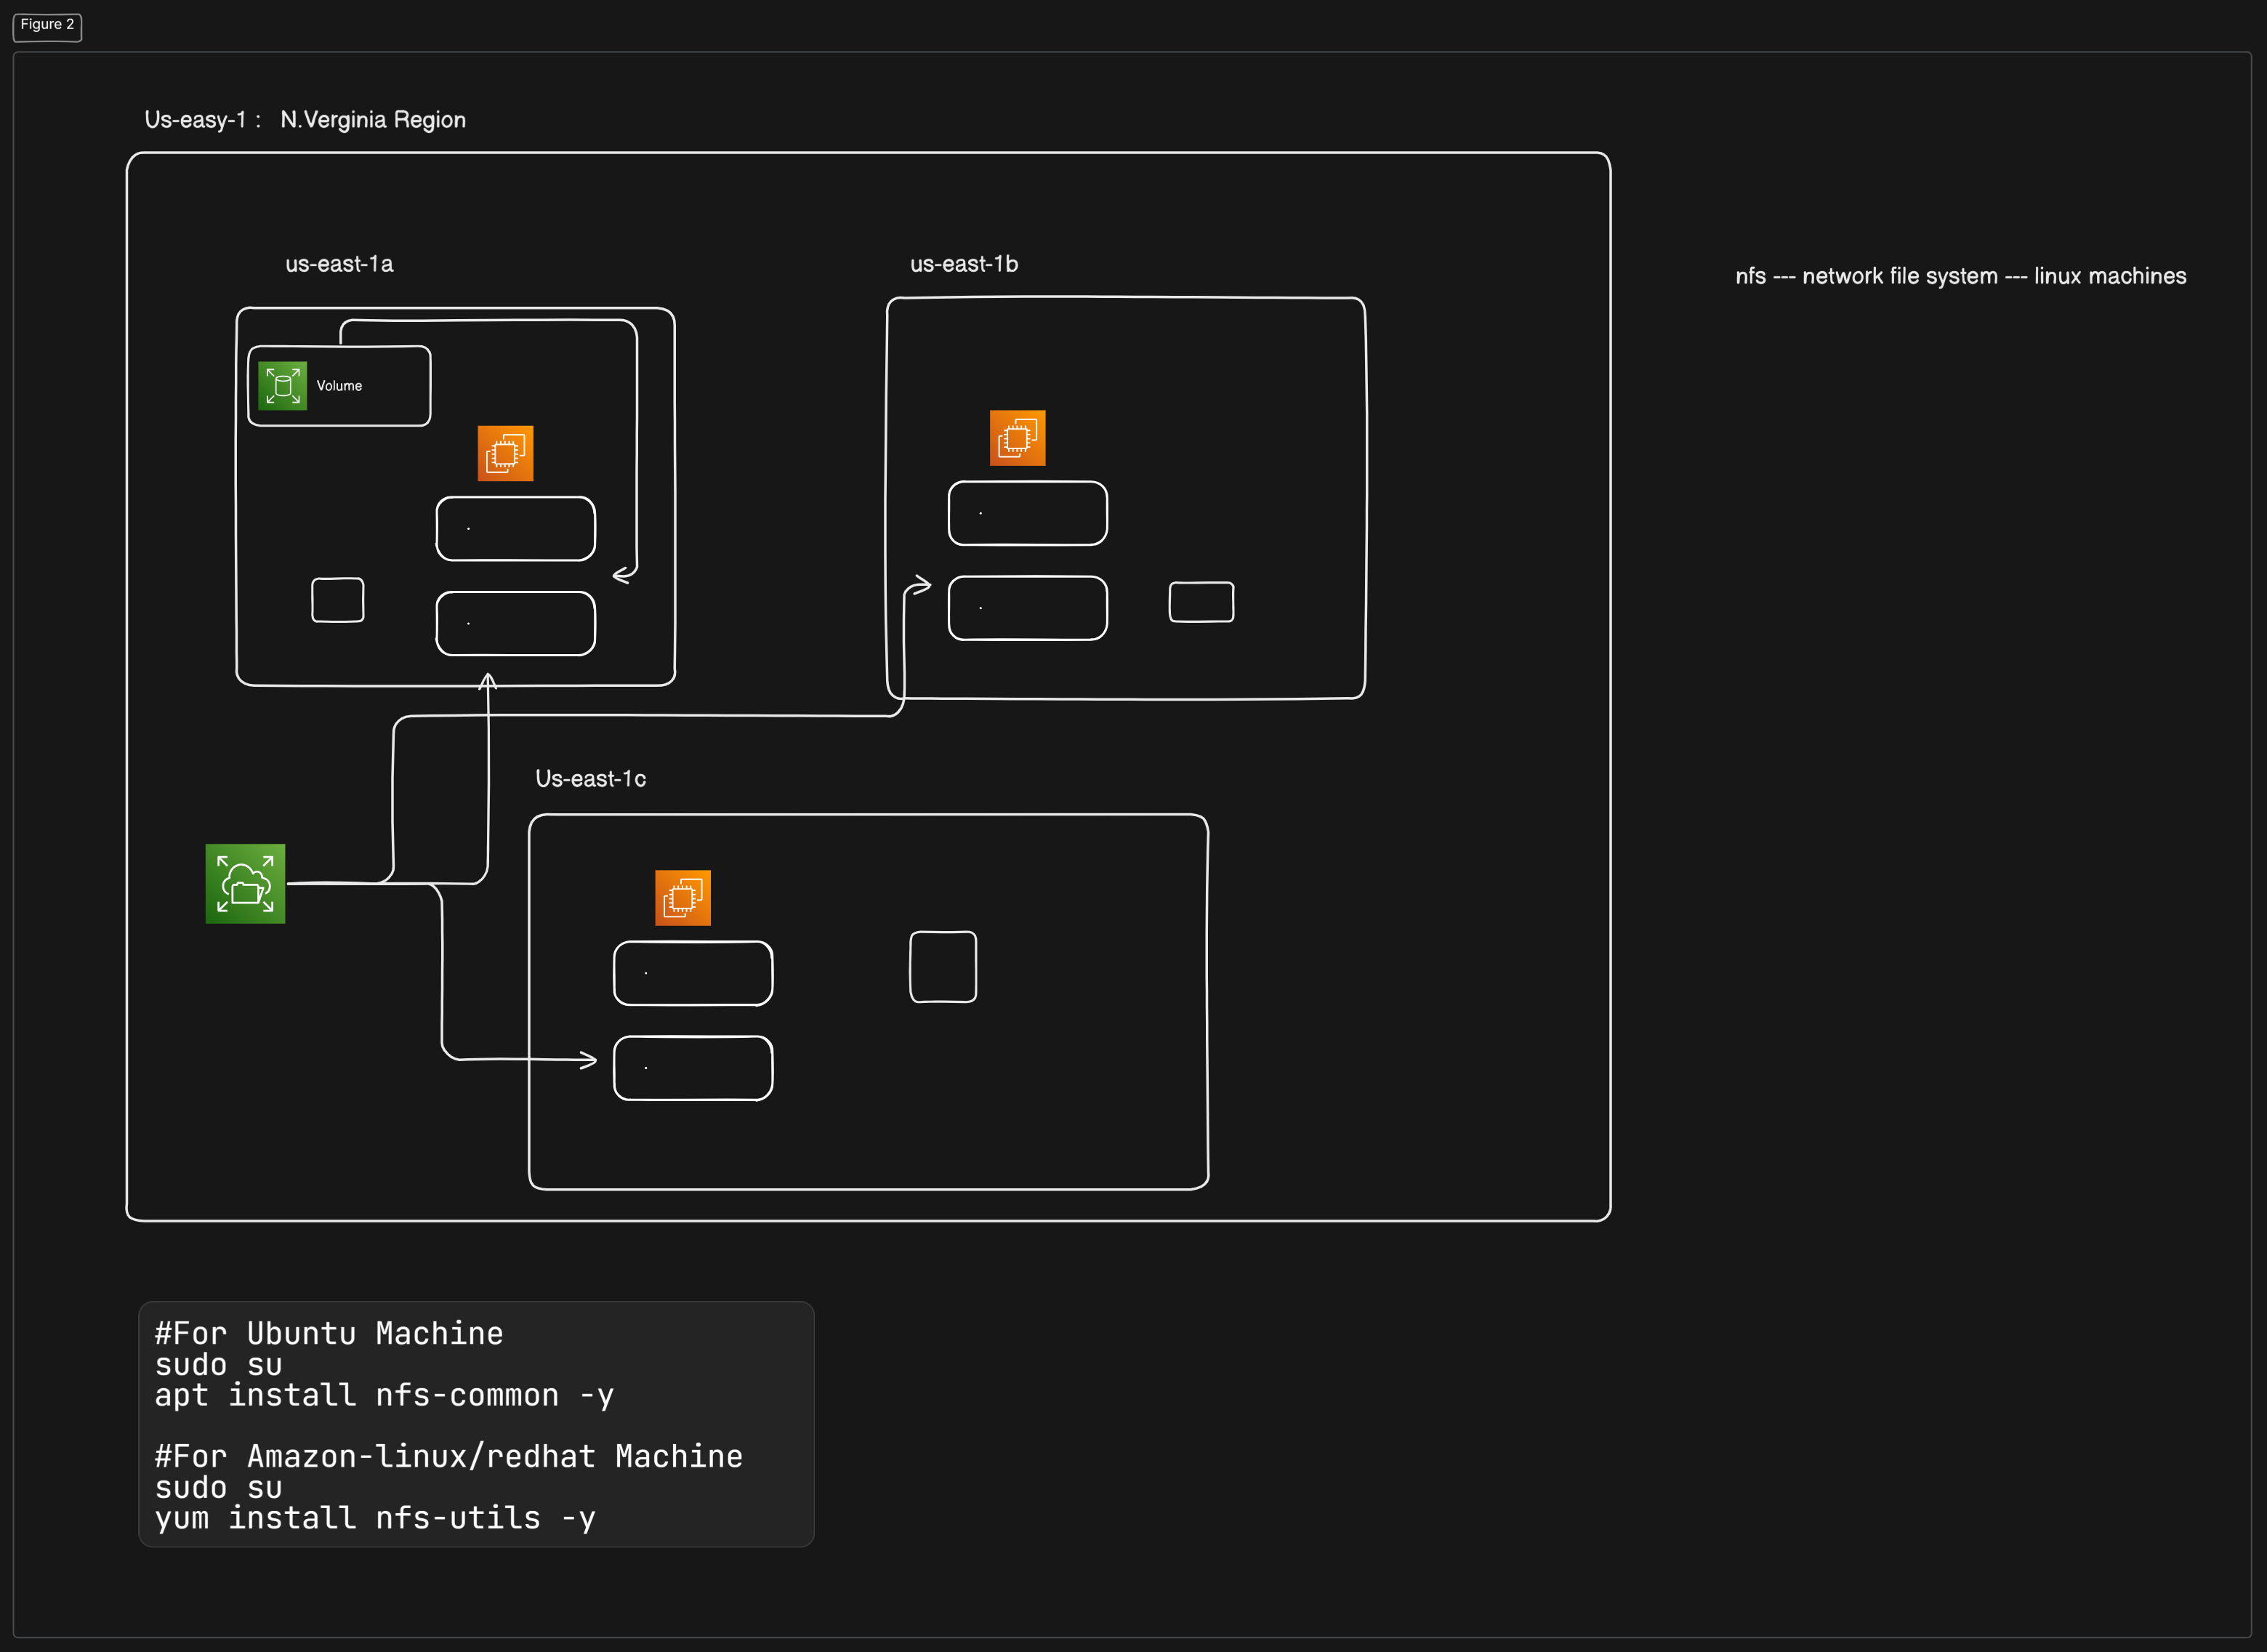 Figure 2
Us-easy-1 :   N.Verginia Region
us-east-1a
us-east-1b
nfs --- network file system --- linux machines
Volume
Us-east-1c
#For Ubuntu Machine
sudo su
apt install nfs-common -y
#For Amazon-linux/redhat Machine
sudo su
yum install nfs-utils -y